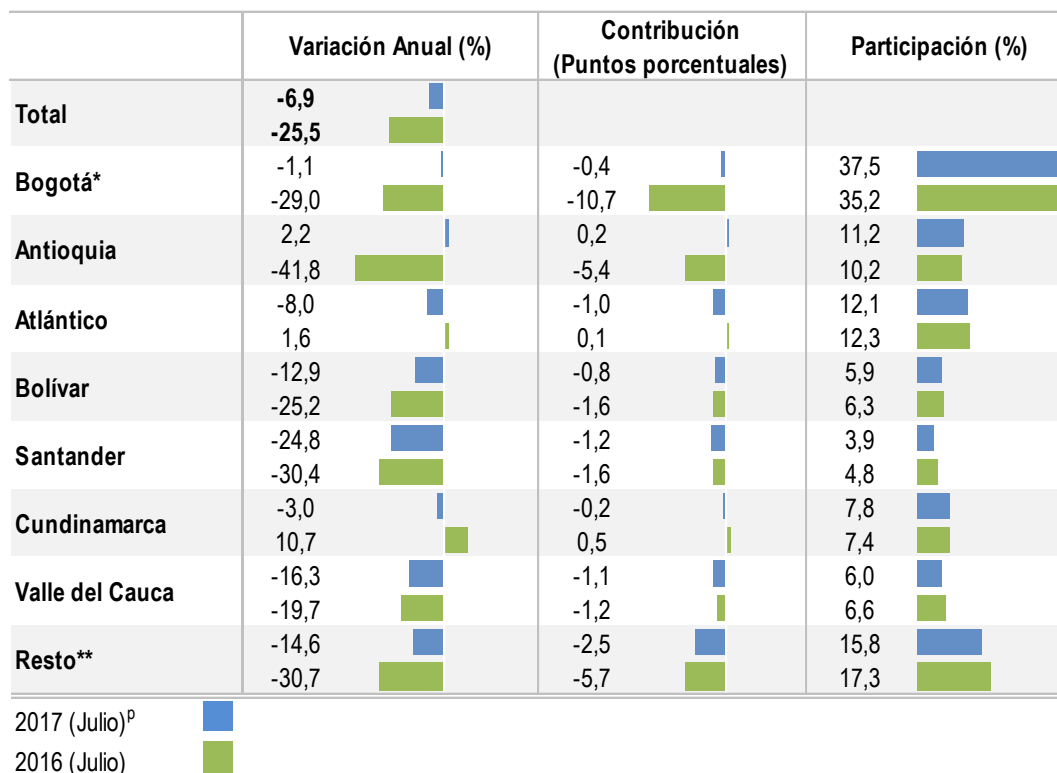 Variación Anual (%) Contribución (Puntos porcentuales) Participación (%)
Total -6,9
-25,5
Bogotá* -1,1 -0,4 37,5
-29,0 -10,7 35,2
Antioquia 2,2 0,2 11,2
-41,8 -5,4 10,2
Atlántico -8,0 -1,0 12,1
1,6 0,1 12,3
Bolívar -12,9 -0,8 5,9
-25,2 -1,6 6,3
Santander -24,8 -1,2 3,9
-30,4 -1,6 4,8
Cundinamarca -3,0 -0,2 7,8
10,7 0,5 7,4
Valle del Cauca -16,3 -1,1 6,0
-19,7 -1,2 6,6
Resto** -14,6 -2,5 15,8
-30,7 -5,7 17,3
2017 (Julio)p
2016 (Julio)